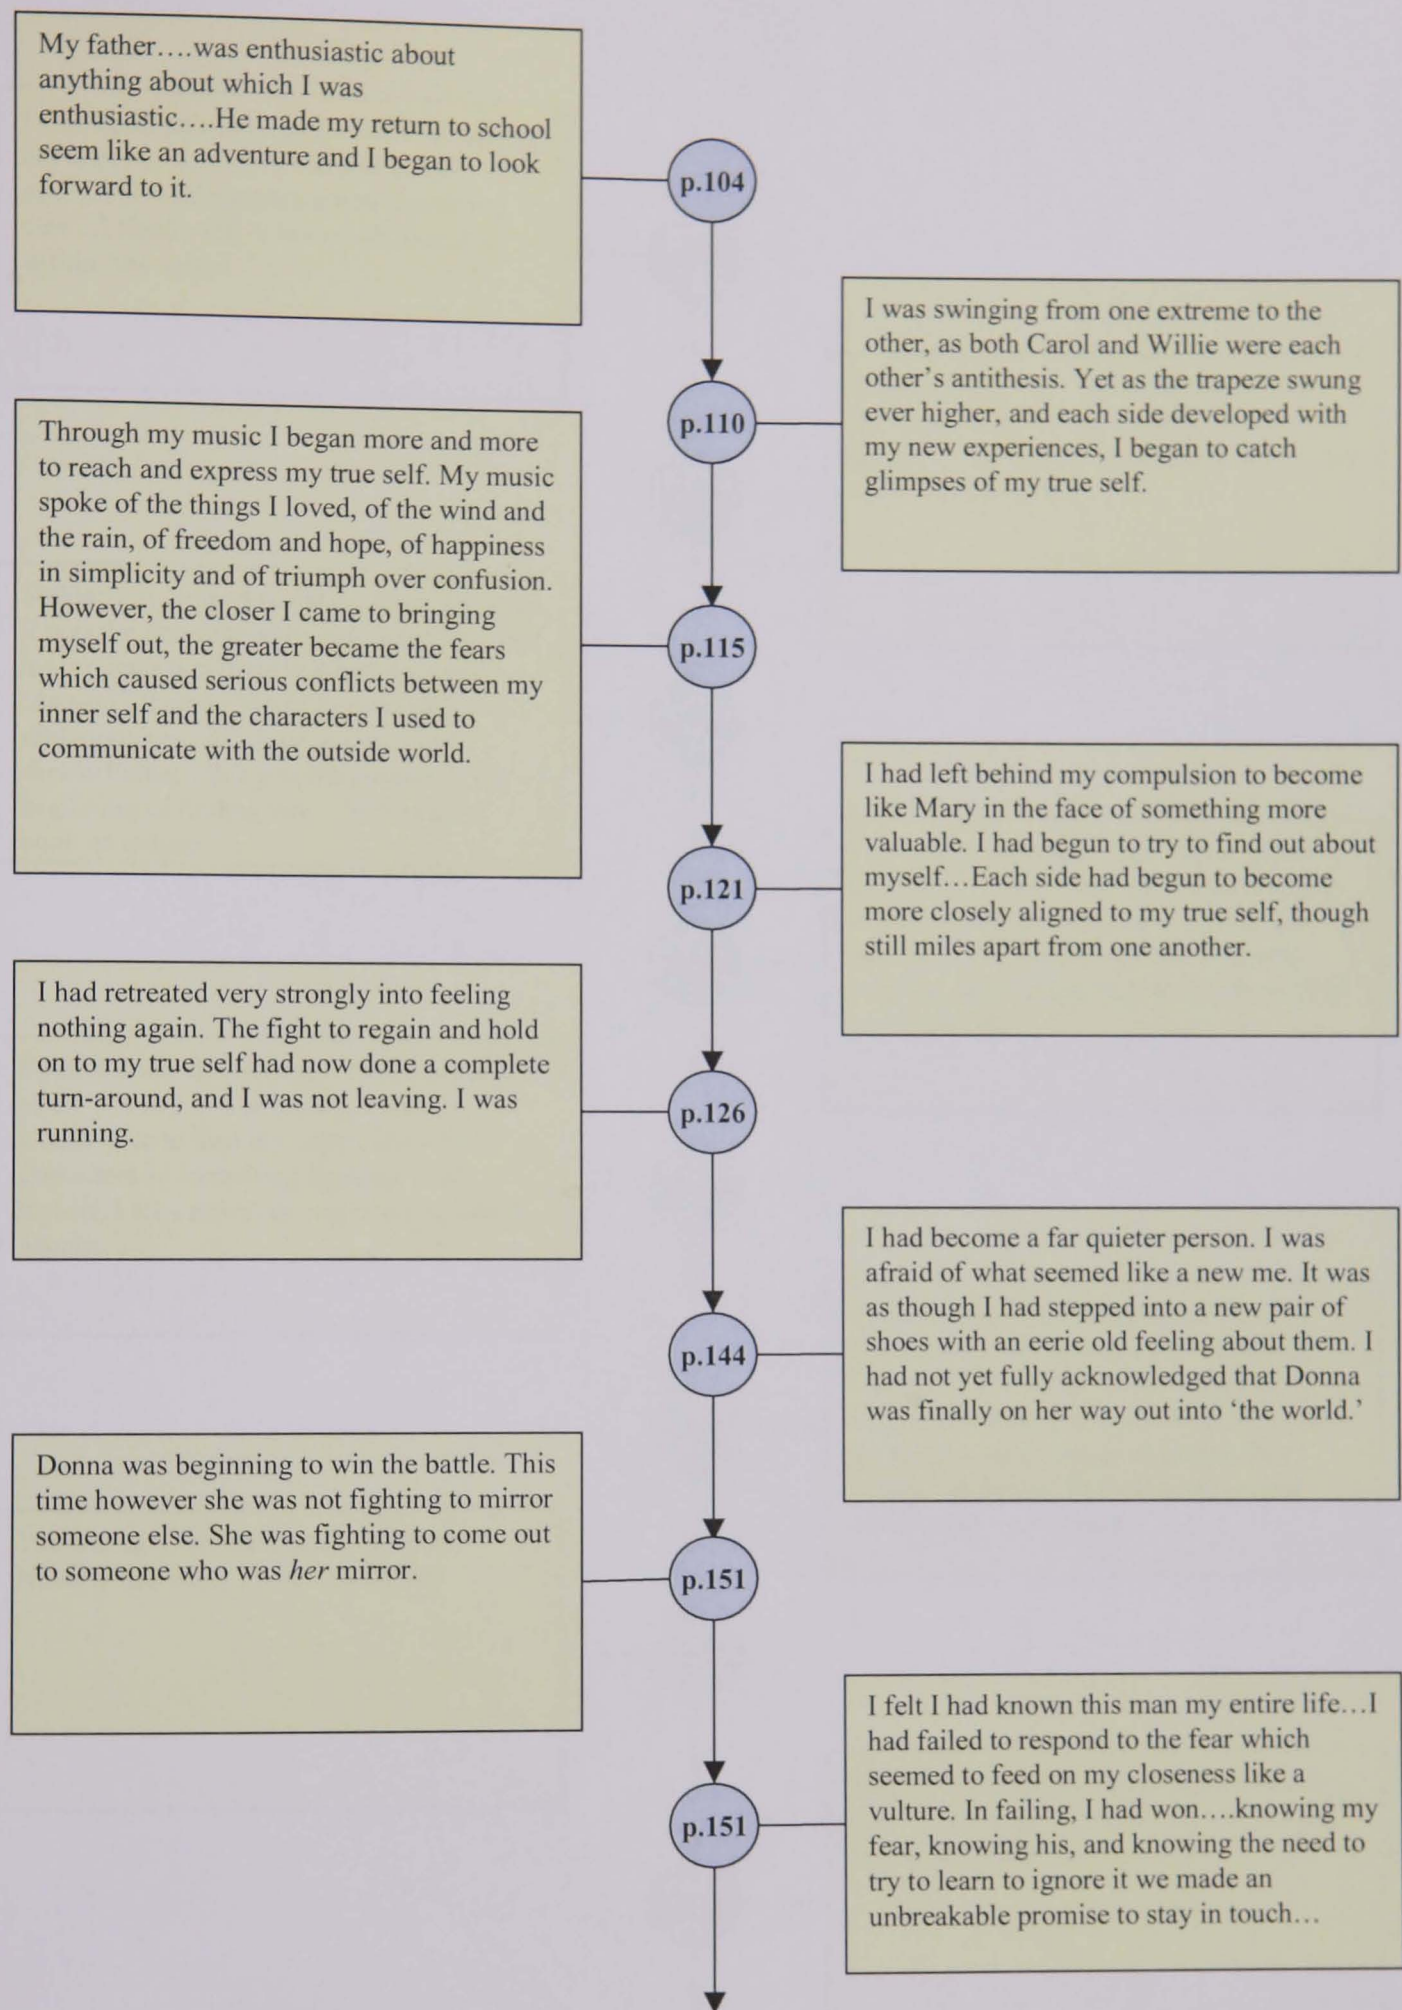 My father....was enthusiastic about
anything about which I was
enthusiastic....He made my return to school
seem like an adventure and I began to look
forward to it.
p.104
I was swinging from one extreme to the
other, as both Carol and Willie were each
other's antithesis. Yet as the trapeze swung
ever higher, and each side developed with
my new experiences, I began to catch
glimpses of my true self.
p.110
Through my music I began more and more
to reach and express my true self. My music
spoke of the things I loved, of the wind and
the rain, of freedom and hope, of happiness
in simplicity and of triumph over confusion.
However, the closer I came to bringing
myself out, the greater became the fears
which caused serious conflicts between my
inner self and the characters I used to
communicate with the outside world.
p.115
I had left behind my compulsion to become
like Mary in the face of something more
valuable. I had begun to try to find out about
myself...Each side had begun to become
more closely aligned to my true self, though
still miles apart from one another.
p.121
I had retreated very strongly into feeling
nothing again. The fight to regain and hold
on to my true self had now done a complete
turn-around, and I was not leaving. I was
running.
p.126
I had become a far quieter person. I was
afraid of what seemed like a new me. It was
as though I had stepped into a new pair of
shoes with an eerie old feeling about them. I
had not yet fully acknowledged that Donna
was finally on her way out into ‘the world.’
p.144
Donna was beginning to win the battle. This
time however she was not fighting to mirror
someone else. She was fighting to come out
to someone who was her mirror.
p.151
I felt I had known this man my entire life...I
had failed to respond to the fear which
seemed to feed on my closeness like a
vulture. In failing, I had won....knowing my
fear, knowing his, and knowing the need to
try to learn to ignore it we made an
unbreakable promise to stay in touch...
p.151